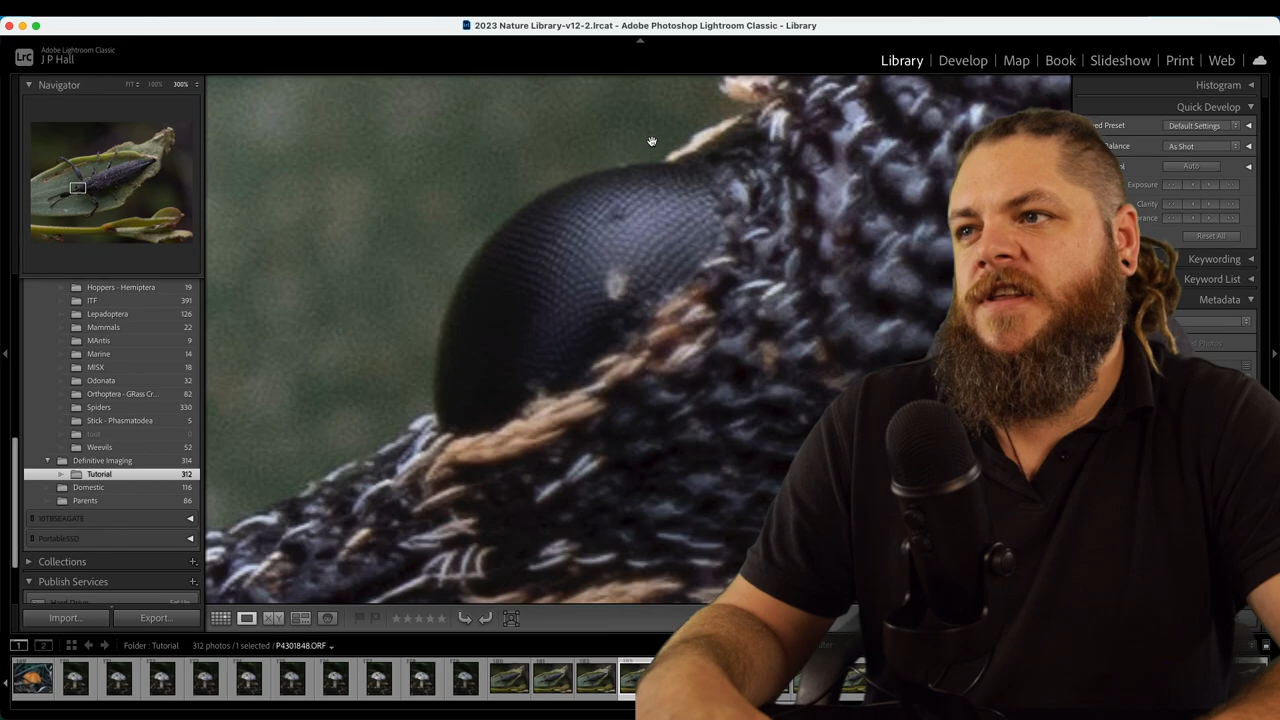 2023 Nature Library-v12-2.lrcat - Adobe Photoshop Lightroom Classic - Library
Lrc
Adobe Lightroom Classic
J P Hall
Library | Develop | Map | Book | Slideshow | Print | Web
Navigator
FIT 100% 300%
Hoppers - Hemiptera 19
ITF 391
Lepadoptera 126
Mammals 22
MAntis 9
Marine 14
MISX 18
Odonata 32
Orthoptera - GRass Cr... 82
Spiders 330
Stick - Phasmatodea 5
Weevils 52
Definitive Imaging 314
Tutorial 312
Domestic 116
Parents 86
10TBSEAGATE
PortableSSD
Collections
Publish Services
Import...
Export...
Histogram
Quick Develop
Default Settings
As Shot
Auto
Exposure
Clarity
Reset All
Keywording
Keyword List
Metadata
1 2
Folder : Tutorial
312 photos / 1 selected / P4301848.ORF